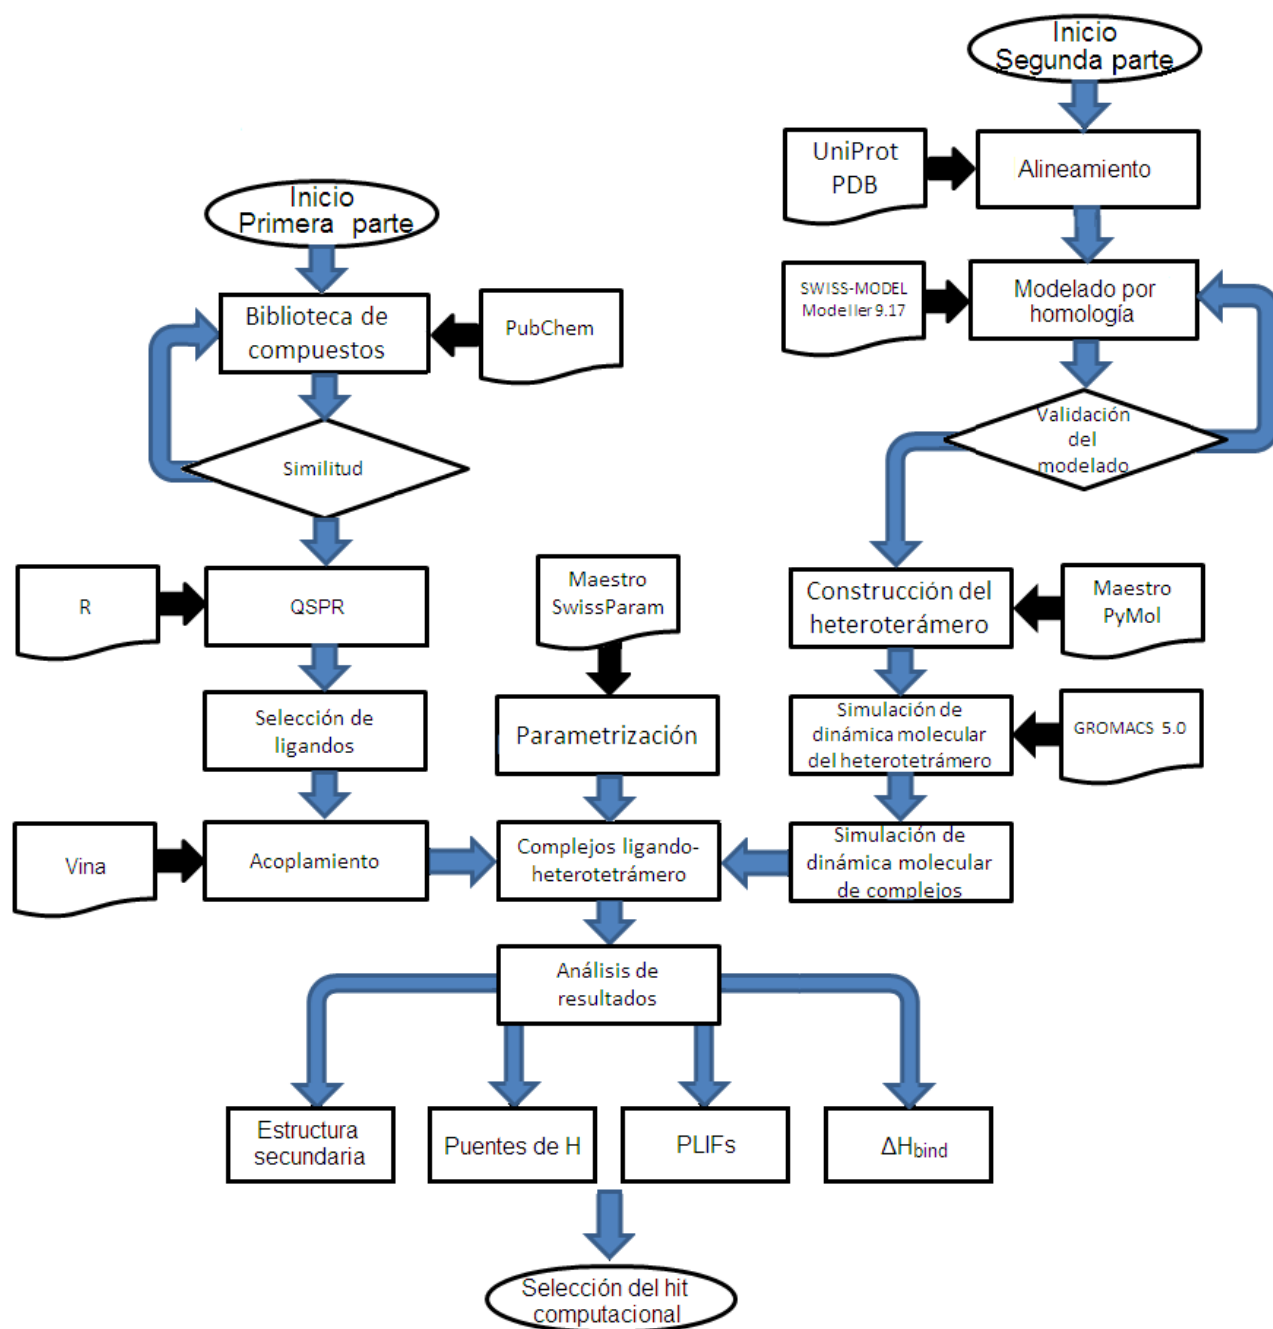 Inicio
Segunda parte
UniProt
PDB
Alineamiento
Inicio
Primera parte
SWISS-MODEL
Modeller 9.17
Modelado por
homología
Biblioteca de
compuestos
PubChem
Validación
del
modelado
Similitud
R
QSPR
Maestro
SwissParam
Construcción del
heteroterámero
Maestro
PyMol
Selección de
ligandos
Parametrización
Simulación de
dinámica molecular
del heterotetrámero
GROMACS 5.0
Vina
Acoplamiento
Complejos ligando-
heterotetrámero
Simulación de
dinámica molecular
de complejos
Análisis de
resultados
Estructura
secundaria
Puentes de H
PLIFs
ΔHbind
Selección del hit
computacional